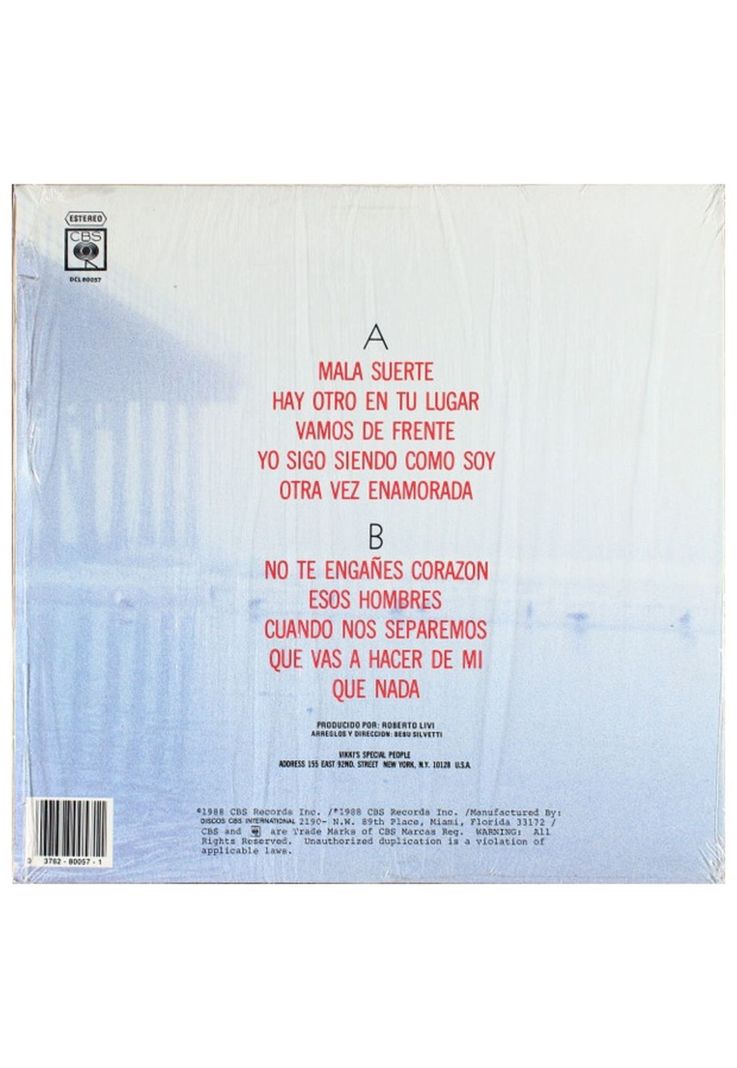 ESTEREO
CBS
DCL 80057
A
MALA SUERTE
HAY OTRO EN TU LUGAR
VAMOS DE FRENTE
YO SIGO SIENDO COMO SOY
OTRA VEZ ENAMORADA
B
NO TE ENGAÑES CORAZON
ESOS HOMBRES
CUANDO NOS SEPAREMOS
QUE VAS A HACER DE MI
QUE NADA
PRODUCIDO POR: ROBERTO LIVI
ARREGLOS Y DIRECCION: BEBU SILVETTI
VIKKI'S SPECIAL PEOPLE
ADDRESS 155 EAST 92ND. STREET NEW YORK, N.Y. 10128 U.S.A.
©1988 CBS Records Inc. /℗1988 CBS Records Inc. /Manufactured By:
DISCOS CBS INTERNATIONAL 2190- N.W. 89th Place, Miami, Florida 33172 /
CBS and are Trade Marks of CBS Marcas Reg. WARNING: All
Rights Reserved. Unauthorized duplication is a violation of
applicable laws.
3 3762-80057-1